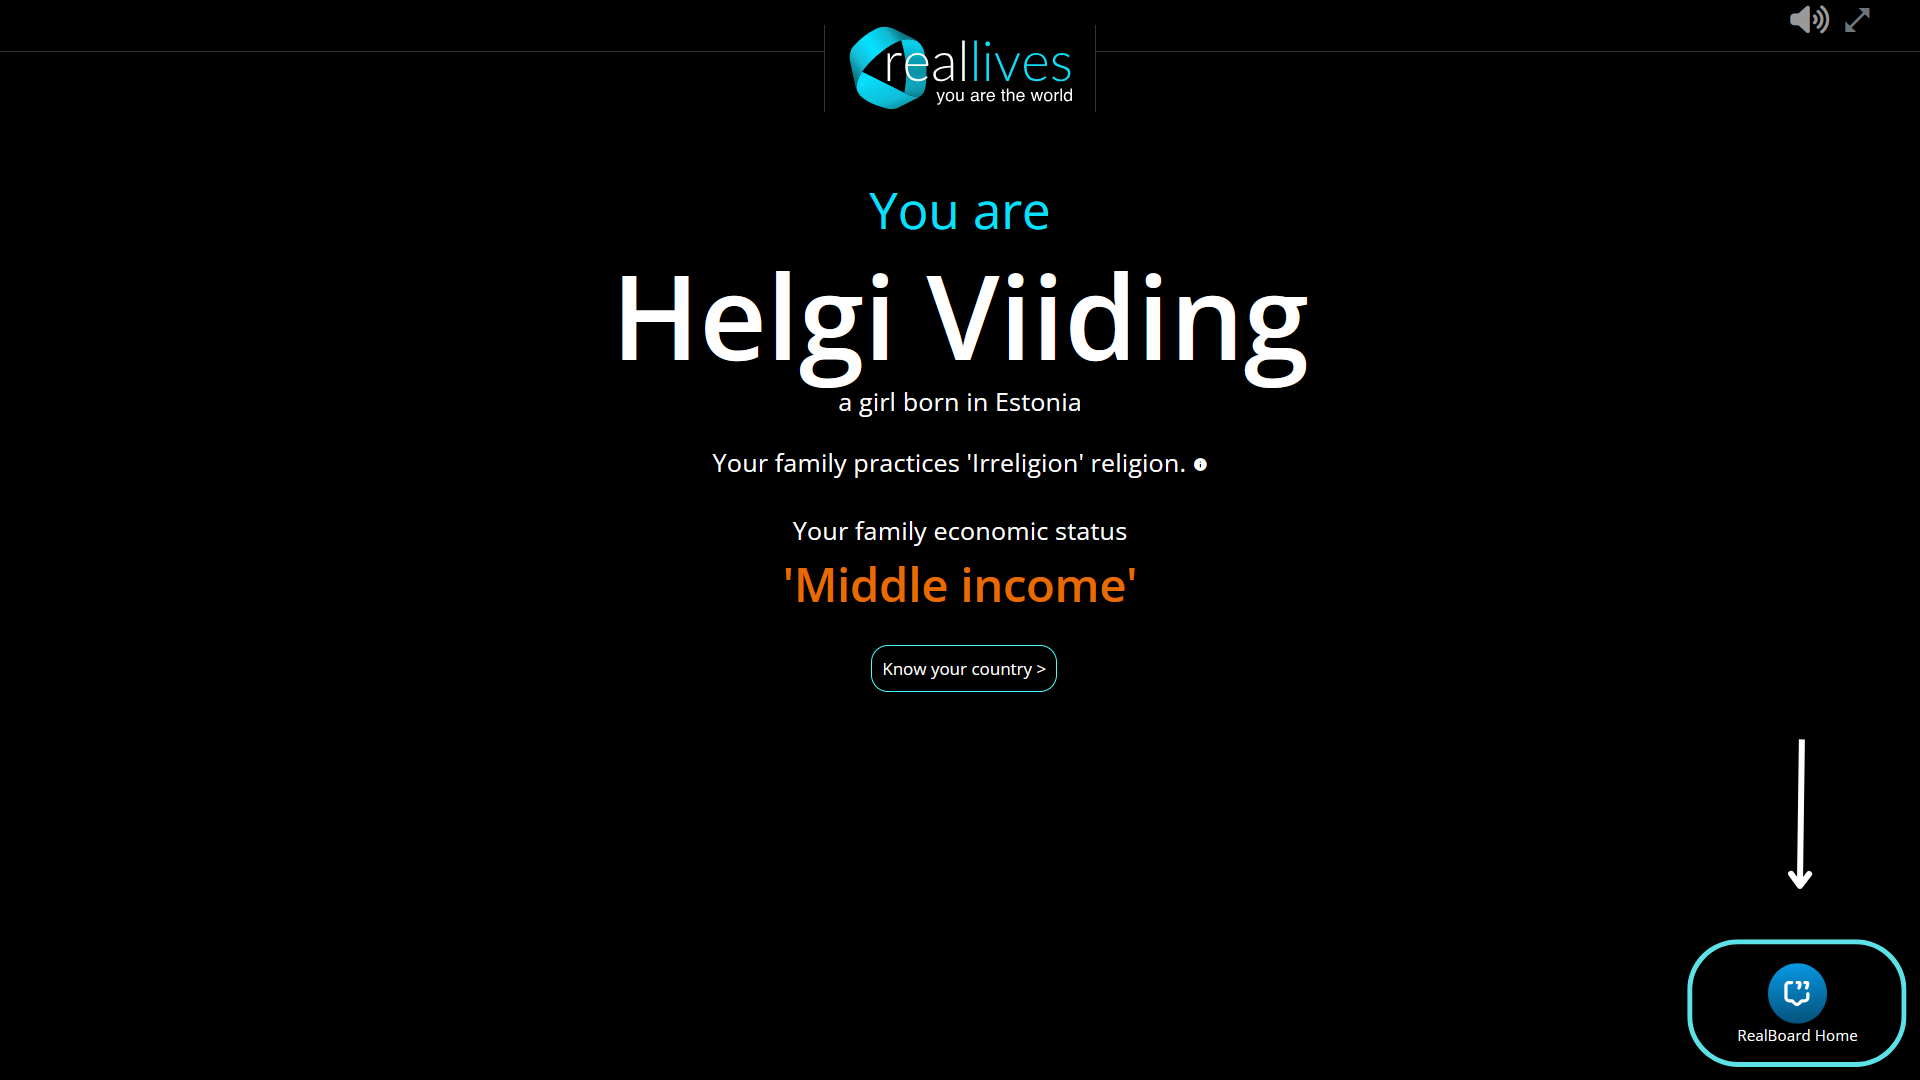 reallives
you are the world
You are
Helgi Viiding
a girl born in Estonia
Your family practices 'Irreligion' religion.
Your family economic status
'Middle income'
Know your country >
RealBoard Home